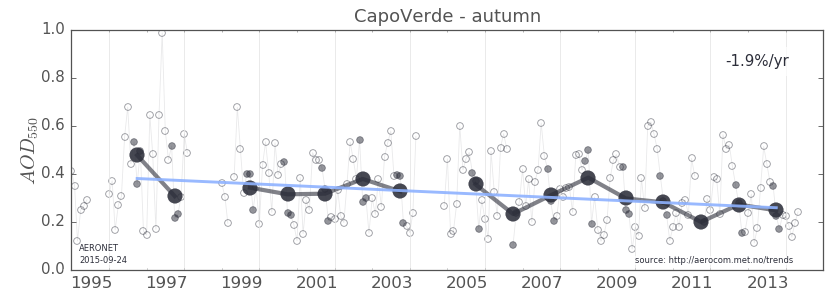 CapoVerde - autumn
1.0
-1.9%/yr
0.8
0.6
AOD550
0.4
0.2
AERONET
2015-09-24
source: http://aerocom.met.no/trends
0.0
1995 1997 1999 2001 2003 2005 2007 2009 2011 2013